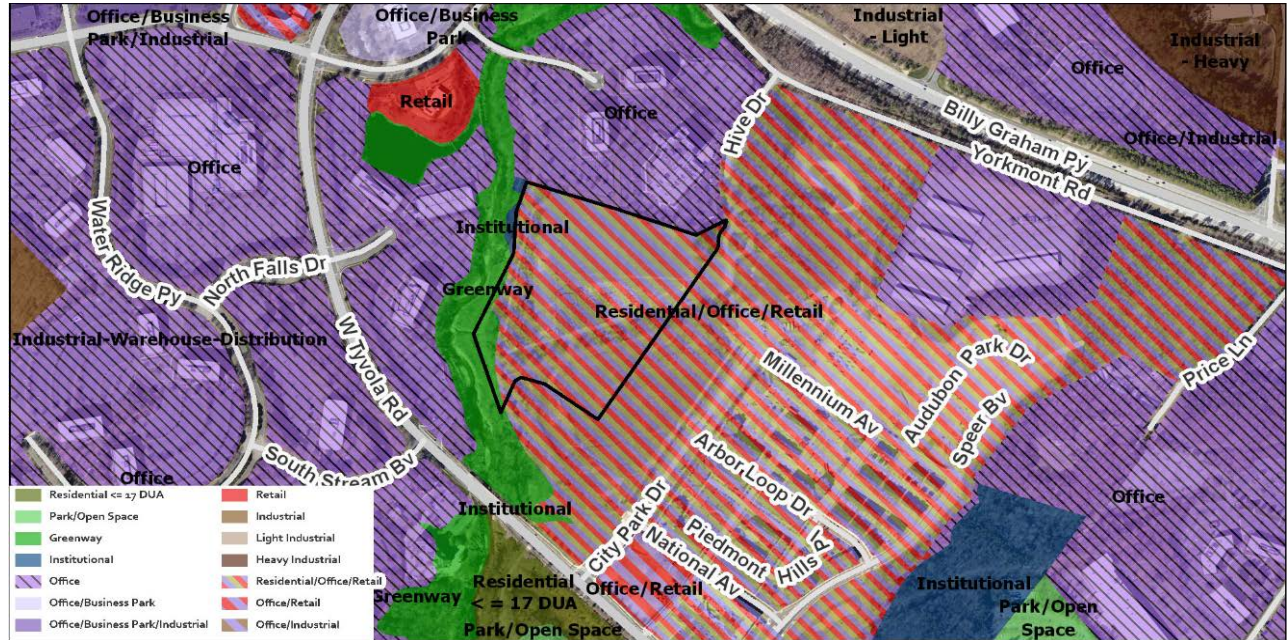 Office/Business
Park/Industrial
Office/Business
Park
Industrial
- Light
Industrial
- Heavy
Office
Retail
Office
Hive Dr
Billy Graham Py
Yorkmont Rd
Office/Industrial
Office
Water Ridge Py
North Falls Dr
Institutional
Greenway
Residential/Office/Retail
Industrial-Warehouse-Distribution
W Tyvola Rd
Millennium Av
Audubon Park Dr
Speer Bv
Price Ln
South Stream Bv
Office
Arbor Loop Dr
Office
Institutional
City Park Dr
Piedmont
Hills Pl
National Av
Office/Retail
Institutional
Greenway
Residential
< = 17 DUA
Park/Open Space
Park/Open
Space
Residential <= 17 DUA
Park/Open Space
Greenway
Institutional
Office
Office/Business Park
Office/Business Park/Industrial
Retail
Industrial
Light Industrial
Heavy Industrial
Residential/Office/Retail
Office/Retail
Office/Industrial